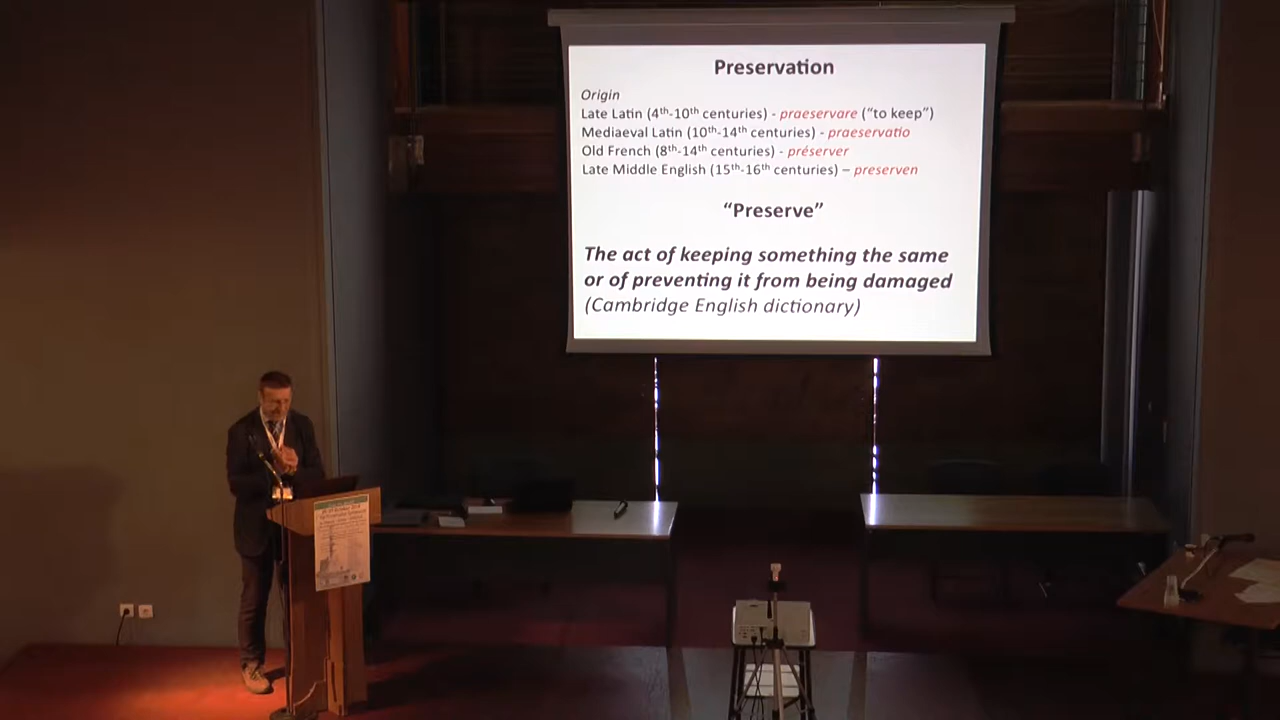 Preservation
Origin
Late Latin (4th-10th centuries) - praeservare (“to keep”)
Mediaeval Latin (10th-14th centuries) - praeservatio
Old French (8th-14th centuries) - préserver
Late Middle English (15th-16th centuries) – preserven
“Preserve”
The act of keeping something the same
or of preventing it from being damaged
(Cambridge English dictionary)